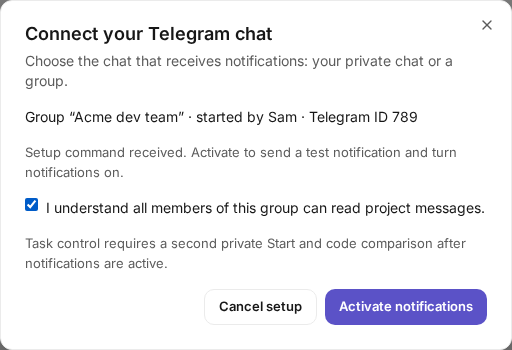 Connect your Telegram chat
Choose the chat that receives notifications: your private chat or a
group.
Group “Acme dev team” · started by Sam · Telegram ID 789
Setup command received. Activate to send a test notification and turn
notifications on.
I understand all members of this group can read project messages.
Task control requires a second private Start and code comparison after
notifications are active.
Cancel setup
Activate notifications